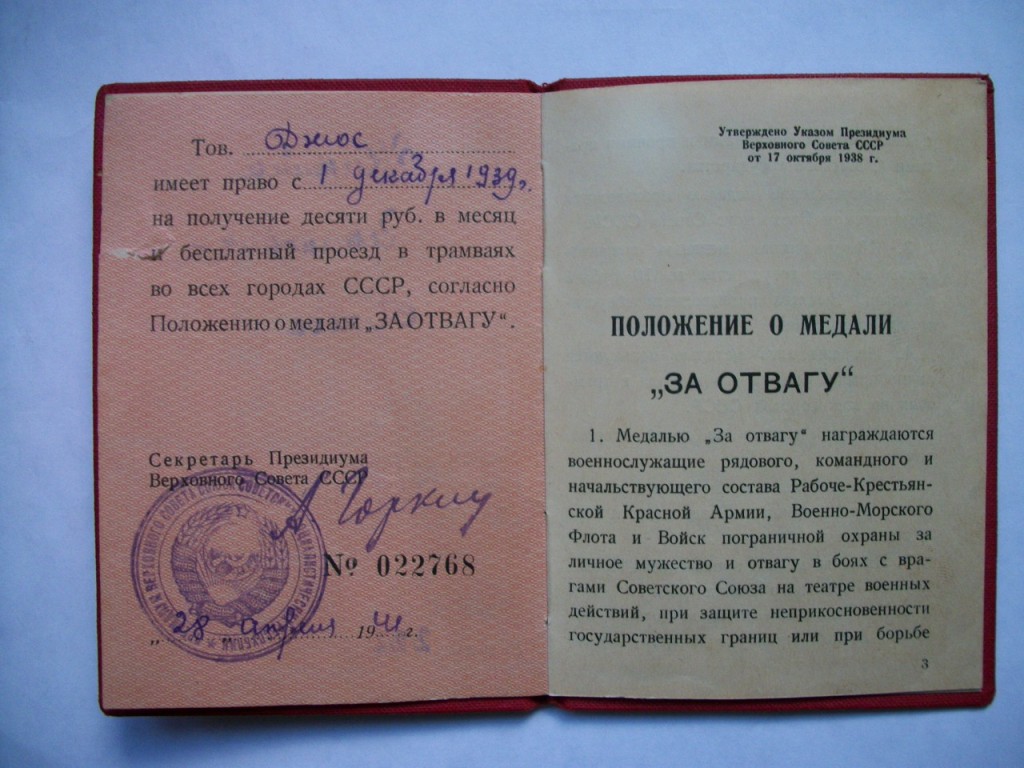 Тов. Джиос
имеет право с 1 декабря 1939 г.
на получение десяти руб. в месяц
и бесплатный проезд в трамваях
во всех городах СССР, согласно
Положению о медали „ЗА ОТВАГУ“.
Секретарь Президиума
Верховного Совета СССР
А Горкин
№ 022768
„28 апреля 1941 г.
Утверждено Указом Президиума
Верховного Совета СССР
от 17 октября 1938 г.
ПОЛОЖЕНИЕ О МЕДАЛИ
„ЗА ОТВАГУ“
1. Медалью „За отвагу“ награждаются
военнослужащие рядового, командного и
начальствующего состава Рабоче-Крестьян-
ской Красной Армии, Военно-Морского
Флота и Войск пограничной охраны за
личное мужество и отвагу в боях с вра-
гами Советского Союза на театре военных
действий, при защите неприкосновенности
государственных границ или при борьбе
3